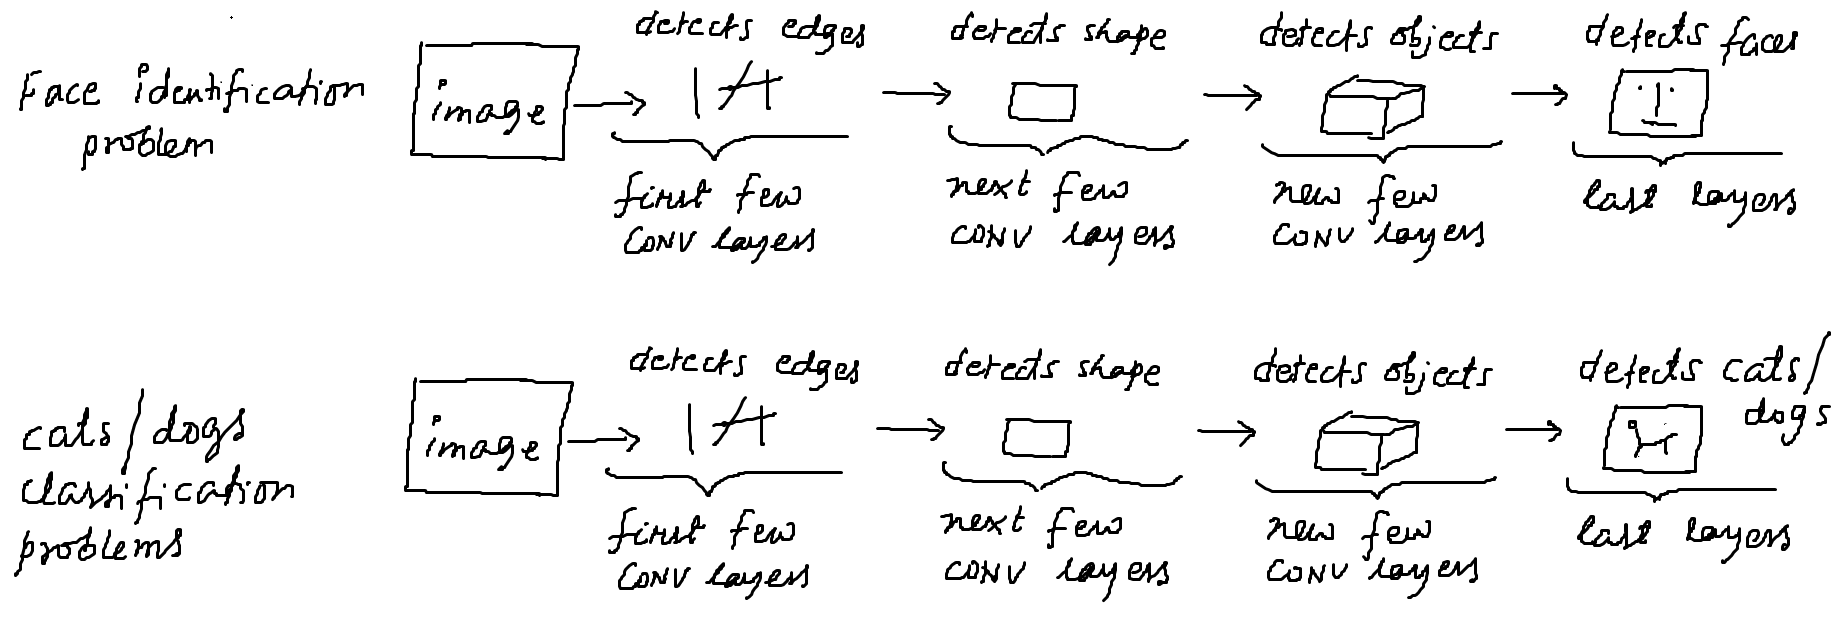 detects edges
detects shape
detects objects
detects faces
Face identification
problem
image
first few
CONV layers
next few
CONV layers
new few
CONV layers
last layers
detects edges
detects shape
detects objects
detects cats/
dogs
cats/dogs
classification
problems
image
first few
CONV layers
next few
CONV layers
new few
CONV layers
last layers